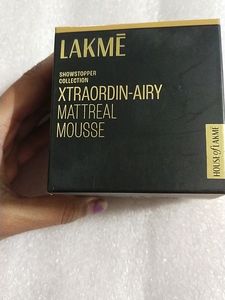 LAKMĒ
SHOWSTOPPER
COLLECTION
XTRAORDIN-AIRY
MATTREAL
MOUSSE
HOUSE of LAKMĒ